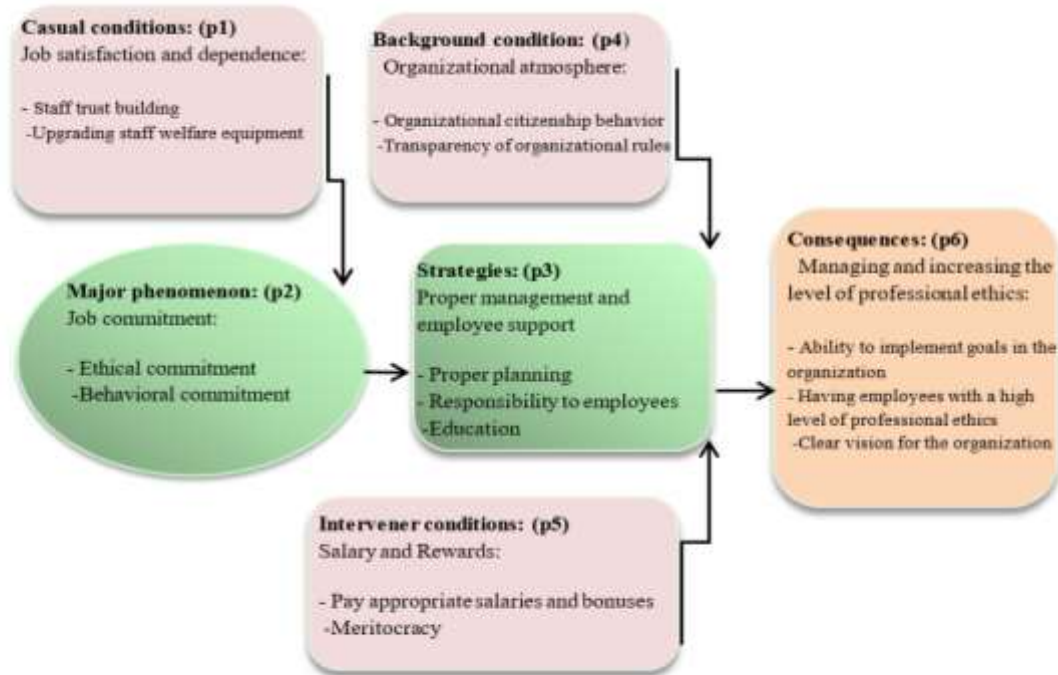 Casual conditions: (p1)
Job satisfaction and dependence:
- Staff trust building
-Upgrading staff welfare equipment
Background condition: (p4)
Organizational atmosphere:
- Organizational citizenship behavior
-Transparency of organizational rules
Major phenomenon: (p2)
Job commitment:
- Ethical commitment
-Behavioral commitment
Strategies: (p3)
Proper management and
employee support
- Proper planning
- Responsibility to employees
-Education
Consequences: (p6)
Managing and increasing the
level of professional ethics:
- Ability to implement goals in the
organization
- Having employees with a high
level of professional ethics
-Clear vision for the organization
Intervener conditions: (p5)
Salary and Rewards:
- Pay appropriate salaries and bonuses
-Meritocracy